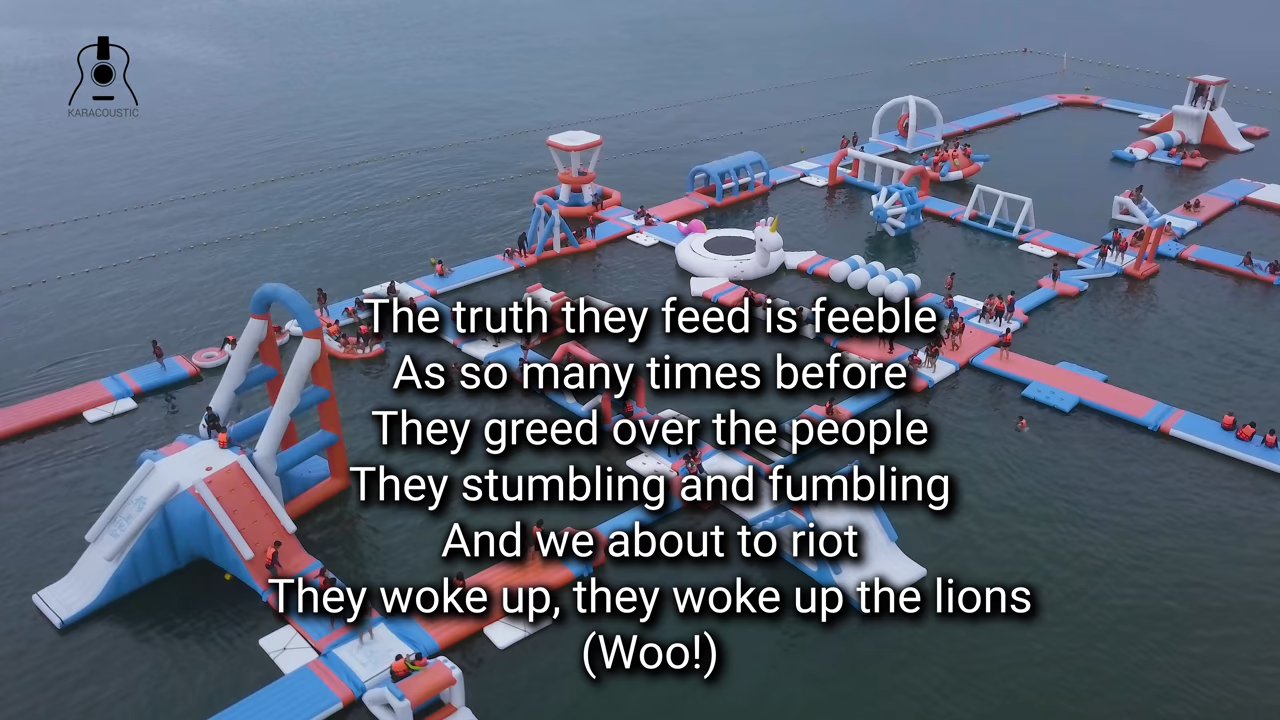 KARACOUSTIC
The truth they feed is feeble
As so many times before
They greed over the people
They stumbling and fumbling
And we about to riot
They woke up, they woke up the lions
(Woo!)